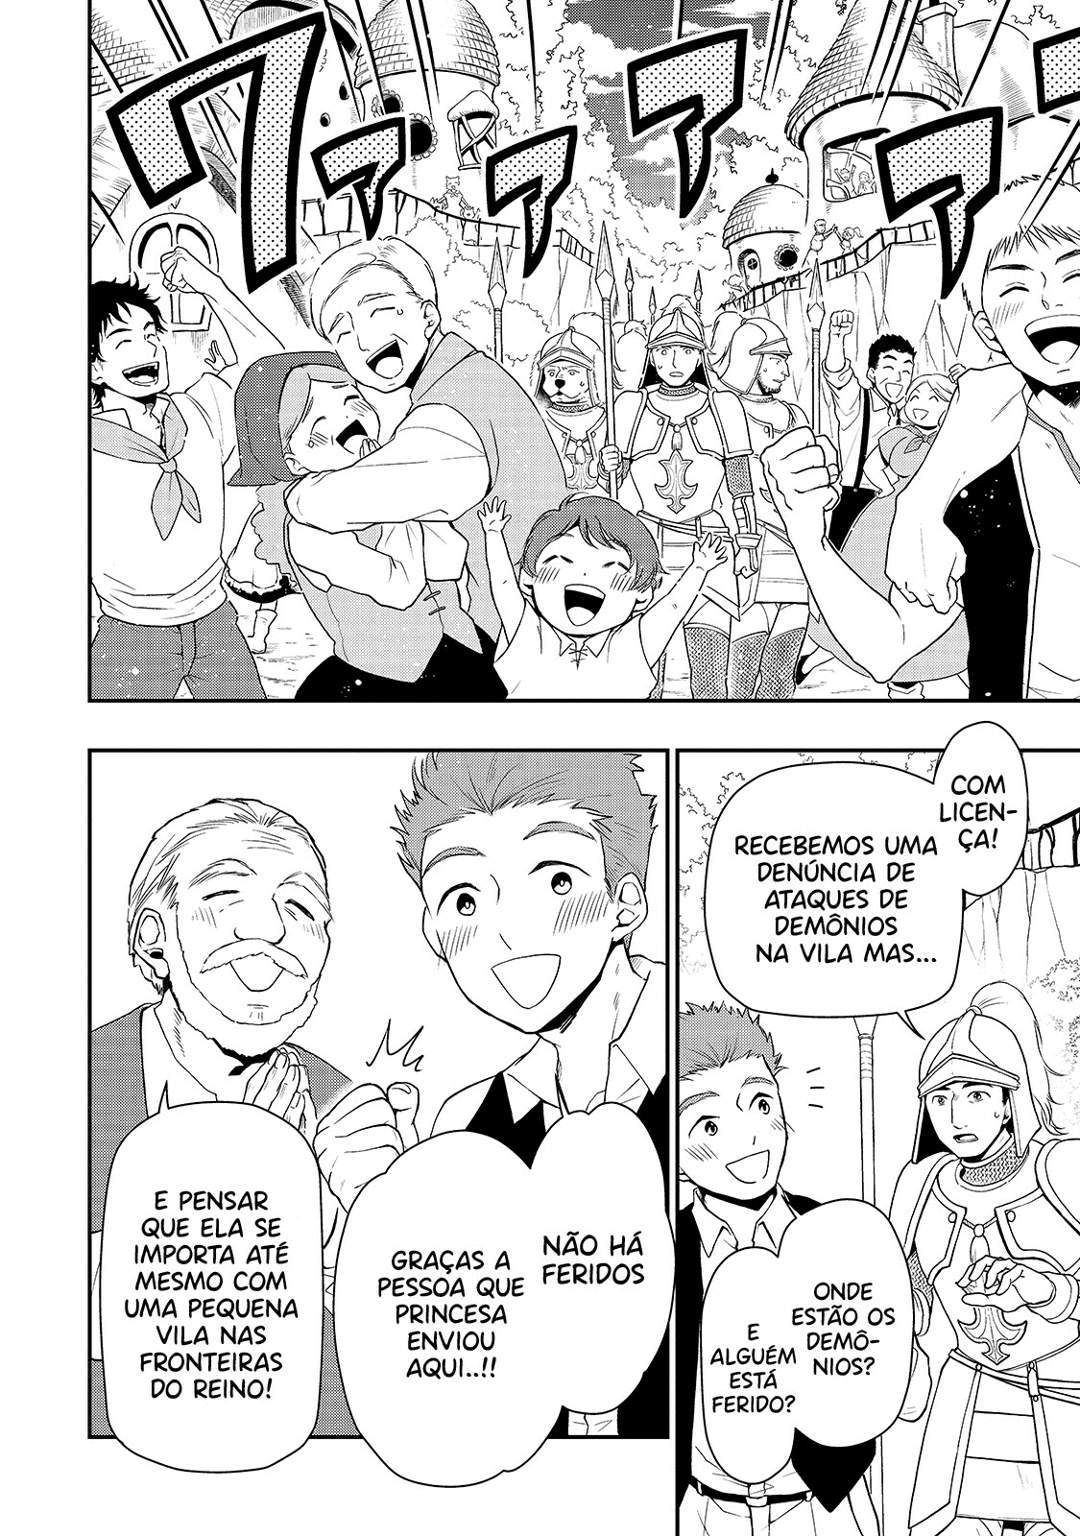 ワァァァァ
COM
LICEN-
ÇA!
RECEBEMOS UMA
DENÚNCIA DE
ATAQUES DE
DEMÔNIOS
NA VILA MAS...
ONDE
ESTÃO OS
DEMÔ-
NIOS?
E
ALGUÉM
ESTÁ
FERIDO?
NÃO HÁ
FERIDOS
GRAÇAS A
PESSOA QUE
PRINCESA
ENVIOU
AQUI..!!
E PENSAR
QUE ELA SE
IMPORTA ATÉ
MESMO COM
UMA PEQUENA
VILA NAS
FRONTEIRAS
DO REINO!